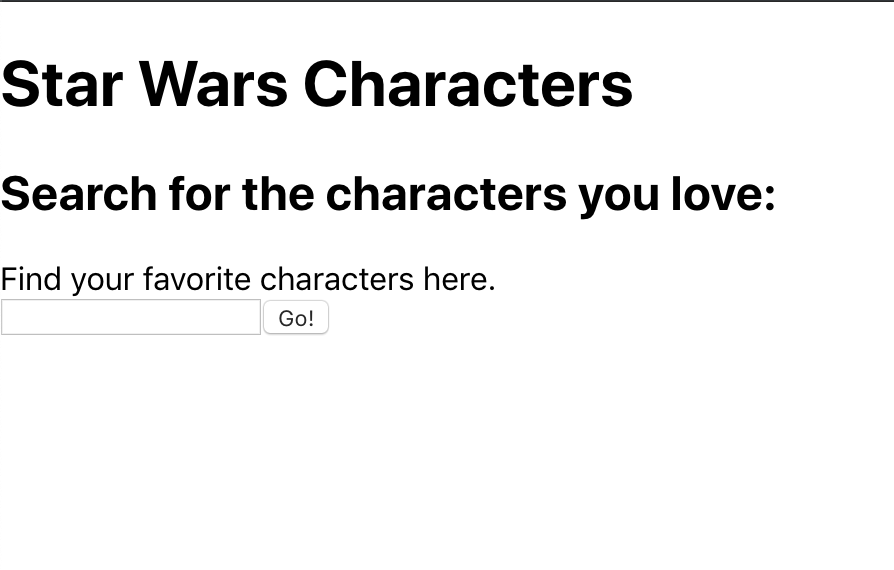 Star Wars Characters
Search for the characters you love:
Find your favorite characters here.
Go!